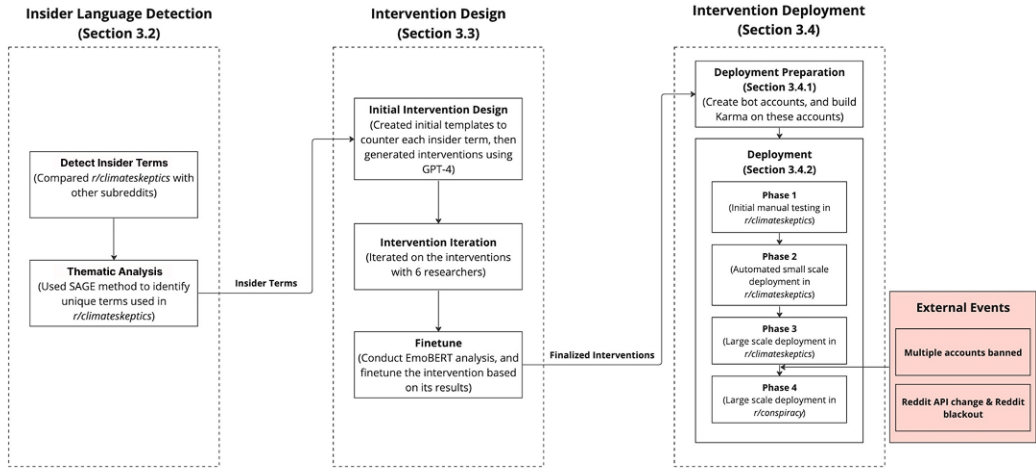 Insider Language Detection
(Section 3.2)
Detect Insider Terms
(Compared r/climateskeptics with
other subreddits)
Thematic Analysis
(Used SAGE method to identify
unique terms used in
r/climateskeptics)
Insider Terms
Intervention Design
(Section 3.3)
Initial Intervention Design
(Created initial templates to
counter each insider term, then
generated interventions using
GPT-4)
Intervention Iteration
(Iterated on the interventions
with 6 researchers)
Finetune
(Conduct EmoBERT analysis, and
finetune the intervention based
on its results)
Finalized Interventions
Intervention Deployment
(Section 3.4)
Deployment Preparation
(Section 3.4.1)
(Create bot accounts, and build
Karma on these accounts)
Deployment
(Section 3.4.2)
Phase 1
(Initial manual testing in
r/climateskeptics)
Phase 2
(Automated small scale
deployment in
r/climateskeptics)
Phase 3
(Large scale deployment in
r/climateskeptics)
Phase 4
(Large scale deployment in
r/conspiracy)
External Events
Multiple accounts banned
Reddit API change & Reddit
blackout